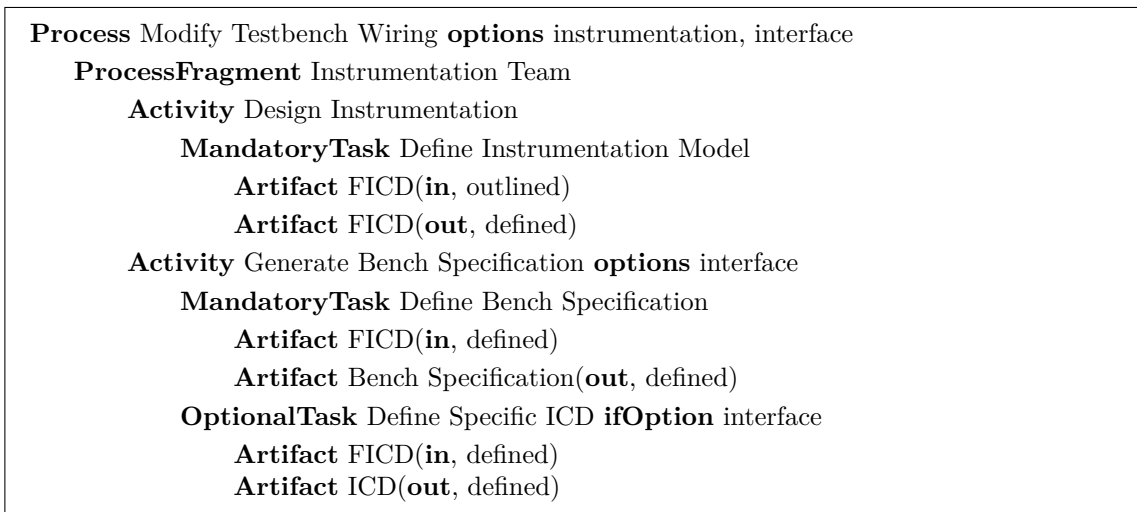 Process Modify Testbench Wiring options instrumentation, interface
ProcessFragment Instrumentation Team
Activity Design Instrumentation
MandatoryTask Define Instrumentation Model
Artifact FICD(in, outlined)
Artifact FICD(out, defined)
Activity Generate Bench Specification options interface
MandatoryTask Define Bench Specification
Artifact FICD(in, defined)
Artifact Bench Specification(out, defined)
OptionalTask Define Specific ICD ifOption interface
Artifact FICD(in, defined)
Artifact ICD(out, defined)